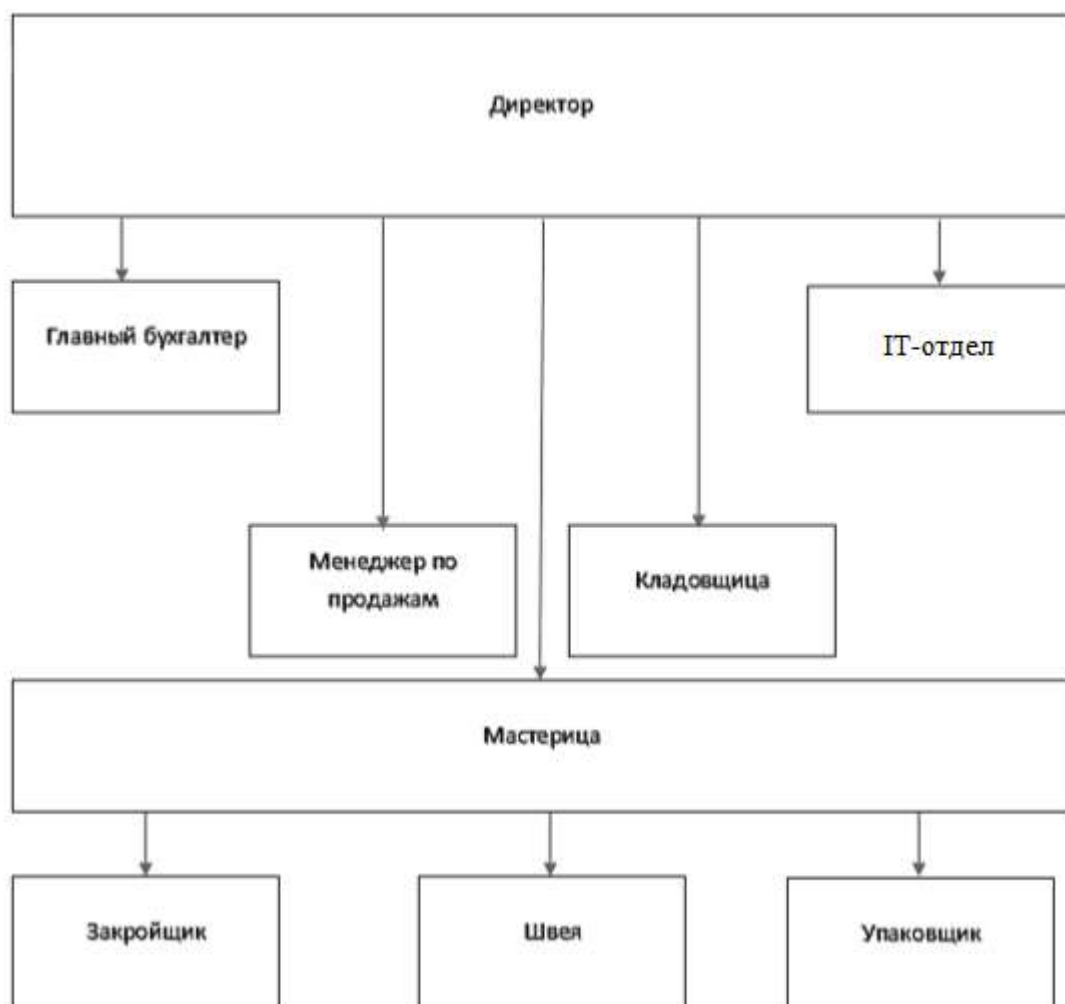 Директор
Главный бухгалтер
IT-отдел
Менеджер по
продажам
Кладовщица
Мастерица
Закройщик
Швея
Упаковщик